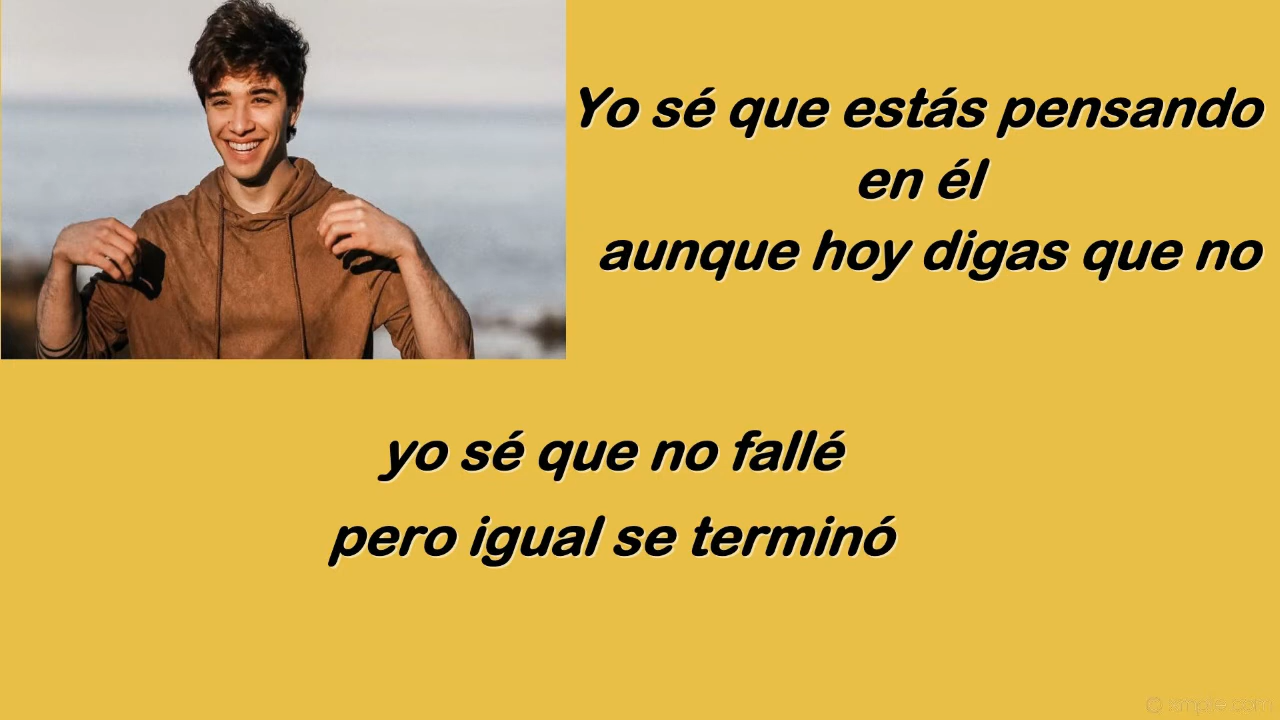 Yo sé que estás pensando
en él
aunque hoy digas que no
yo sé que no fallé
pero igual se terminó